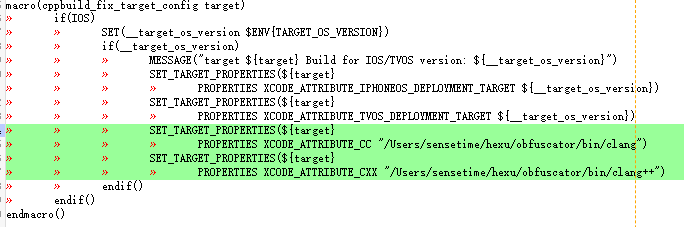 macro(cppbuild_fix_target_config target)
if(IOS)
SET(__target_os_version $ENV{TARGET_OS_VERSION})
if(__target_os_version)
MESSAGE("target ${target} Build for IOS/TVOS version: ${__target_os_version}")
SET_TARGET_PROPERTIES(${target}
PROPERTIES XCODE_ATTRIBUTE_IPHONEOS_DEPLOYMENT_TARGET ${__target_os_version})
SET_TARGET_PROPERTIES(${target}
PROPERTIES XCODE_ATTRIBUTE_TVOS_DEPLOYMENT_TARGET ${__target_os_version})
SET_TARGET_PROPERTIES(${target}
PROPERTIES XCODE_ATTRIBUTE_CC "/Users/sensetime/hexu/obfuscator/bin/clang")
SET_TARGET_PROPERTIES(${target}
PROPERTIES XCODE_ATTRIBUTE_CXX "/Users/sensetime/hexu/obfuscator/bin/clang++")
endif()
endif()
endmacro()